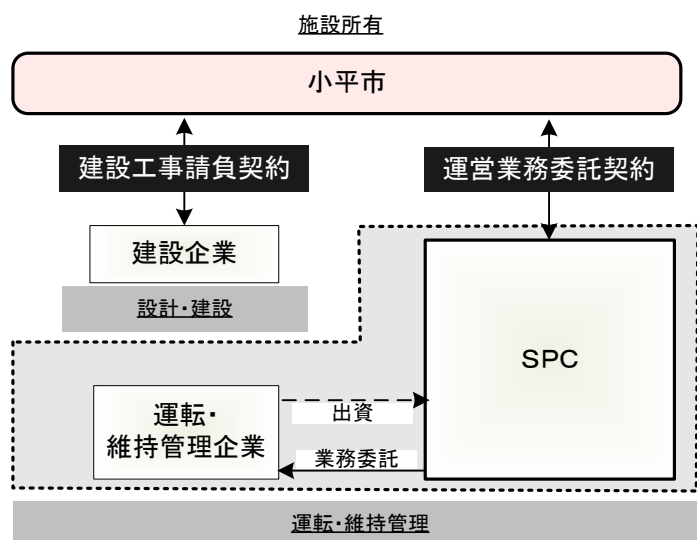 施設所有
小平市
建設工事請負契約
運営業務委託契約
建設企業
設計・建設
SPC
運転・
維持管理企業
出資
業務委託
運転・維持管理